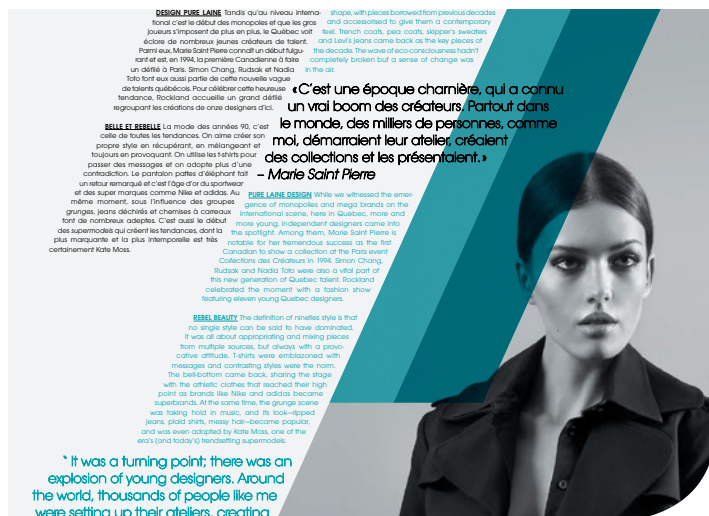 DESIGN PURE LAINE Tandis qu'au niveau interna-
tional c'est le début des monopoles et que les gros
joueurs s'imposent de plus en plus, le Québec voit
éclore de nombreux jeunes créateurs de talent.
Parmi eux, Marie Saint Pierre connaît un début fulgu-
rant et est, en 1994, la première Canadienne à faire
un défilé à Paris. Simon Chang, Rudsak et Nadia
Toto font eux aussi partie de cette nouvelle vague
de talents québécois. Pour célébrer cette heureuse
tendance, Rockland accueille un grand défilé
regroupant les créations de onze designers d'ici.
BELLE ET REBELLE La mode des années 90, c'est
celle de toutes les tendances. On aime créer son
propre style en récupérant, en mélangeant et
toujours en provoquant. On utilise les t-shirts pour
passer des messages et on adopte plus d'une
contradiction. Le pantalon pattes d'éléphant fait
un retour remarqué et c'est l'âge d'or du sportwear
et des super marques comme Nike et adidas. Au
même moment, sous l'influence des groupes
grunges, jeans déchirés et chemises à carreaux
font de nombreux adeptes. C'est aussi le début
des supermodels qui créent les tendances, dont la
plus marquante et la plus intemporelle est très
certainement Kate Moss.
shape, with pieces borrowed from previous decades
and accessorised to give them a contemporary
feel. Trench coats, pea coats, skipper's sweaters
and Levi's jeans came back as the key pieces of
the decade. The wave of eco-consciousness hadn't
completely broken but a sense of change was
in the air.
« C'est une époque charnière, qui a connu
un vrai boom des créateurs. Partout dans
le monde, des milliers de personnes, comme
moi, démarraient leur atelier, créaient
des collections et les présentaient. »
– Marie Saint Pierre
PURE LAINE DESIGN While we witnessed the emer-
gence of monopolies and mega brands on the
international scene, here in Quebec, more and
more young, independent designers came into
the spotlight. Among them, Marie Saint Pierre is
notable for her tremendous success as the first
Canadian to show a collection at the Paris event
Collections des Créateurs in 1994. Simon Chang,
Rudsak and Nadia Toto were also a vital part of
this new generation of Quebec talent. Rockland
celebrated the moment with a fashion show
featuring eleven young Quebec designers.
REBEL BEAUTY The definition of nineties style is that
no single style can be said to have dominated.
It was all about appropriating and mixing pieces
from multiple sources, but always with a provo-
cative attitude. T-shirts were emblazoned with
messages and contrasting styles were the norm.
The bell-bottom came back, sharing the stage
with the athletic clothes that reached their high
point as brands like Nike and adidas became
superbrands. At the same time, the grunge scene
was taking hold in music, and its look—ripped
jeans, plaid shirts, messy hair—became popular,
and was even adopted by Kate Moss, one of the
era's (and today's) trendsetting supermodels.
" It was a turning point; there was an
explosion of young designers. Around
the world, thousands of people like me
were setting up their ateliers, creating